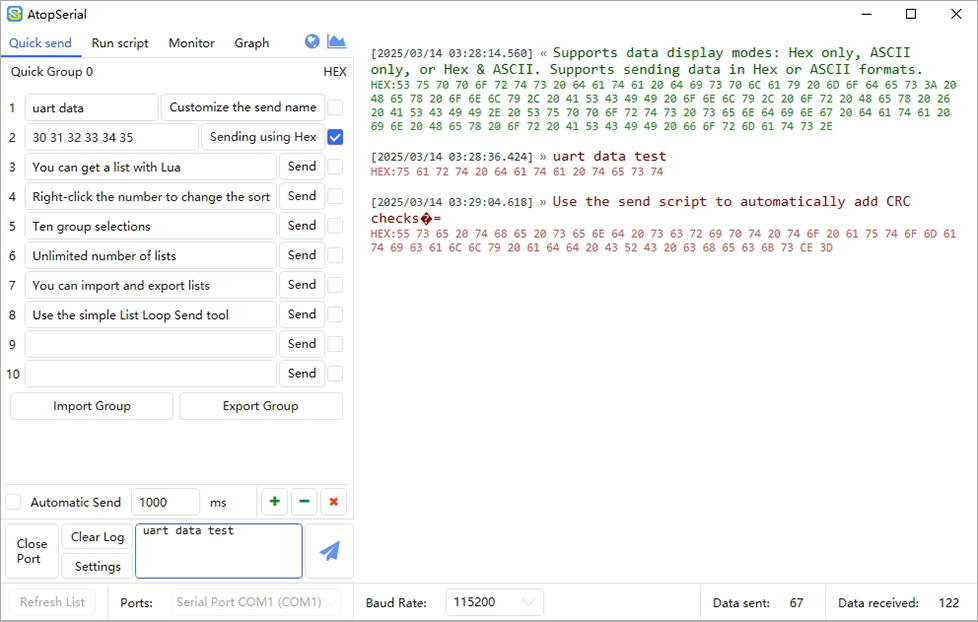 AtopSerial
Quick send Run script Monitor Graph
Quick Group 0 HEX
1 uart data Customize the send name
2 30 31 32 33 34 35 Sending using Hex
3 You can get a list with Lua Send
4 Right-click the number to change the sort Send
5 Ten group selections Send
6 Unlimited number of lists Send
7 You can import and export lists Send
8 Use the simple List Loop Send tool Send
9 Send
10 Send
Import Group Export Group
Automatic Send 1000 ms
Close Port
Clear Log
Settings
uart data test
[2025/03/14 03:28:14.560] « Supports data display modes: Hex only, ASCII
only, or Hex & ASCII. Supports sending data in Hex or ASCII formats.
HEX:53 75 70 70 6F 72 74 73 20 64 61 74 61 20 64 69 73 70 6C 61 79 20 6D 6F 64 65 73 3A 20
48 65 78 20 6F 6E 6C 79 2C 20 41 53 43 49 49 20 6F 6E 6C 79 2C 20 6F 72 20 48 65 78 20 26
20 41 53 43 49 49 2E 20 53 75 70 70 6F 72 74 73 20 73 65 6E 64 69 6E 67 20 64 61 74 61 20
69 6E 20 48 65 78 20 6F 72 20 41 53 43 49 49 20 66 6F 72 6D 61 74 73 2E
[2025/03/14 03:28:36.424] » uart data test
HEX:75 61 72 74 20 64 61 74 61 20 74 65 73 74
[2025/03/14 03:29:04.618] » Use the send script to automatically add CRC
checks�=
HEX:55 73 65 20 74 68 65 20 73 65 6E 64 20 73 63 72 69 70 74 20 74 6F 20 61 75 74 6F 6D 61
74 69 63 61 6C 6C 79 20 61 64 64 20 43 52 43 20 63 68 65 63 6B 73 CE 3D
Refresh List Ports: Serial Port COM1 (COM1) Baud Rate: 115200 Data sent: 67 Data received: 122